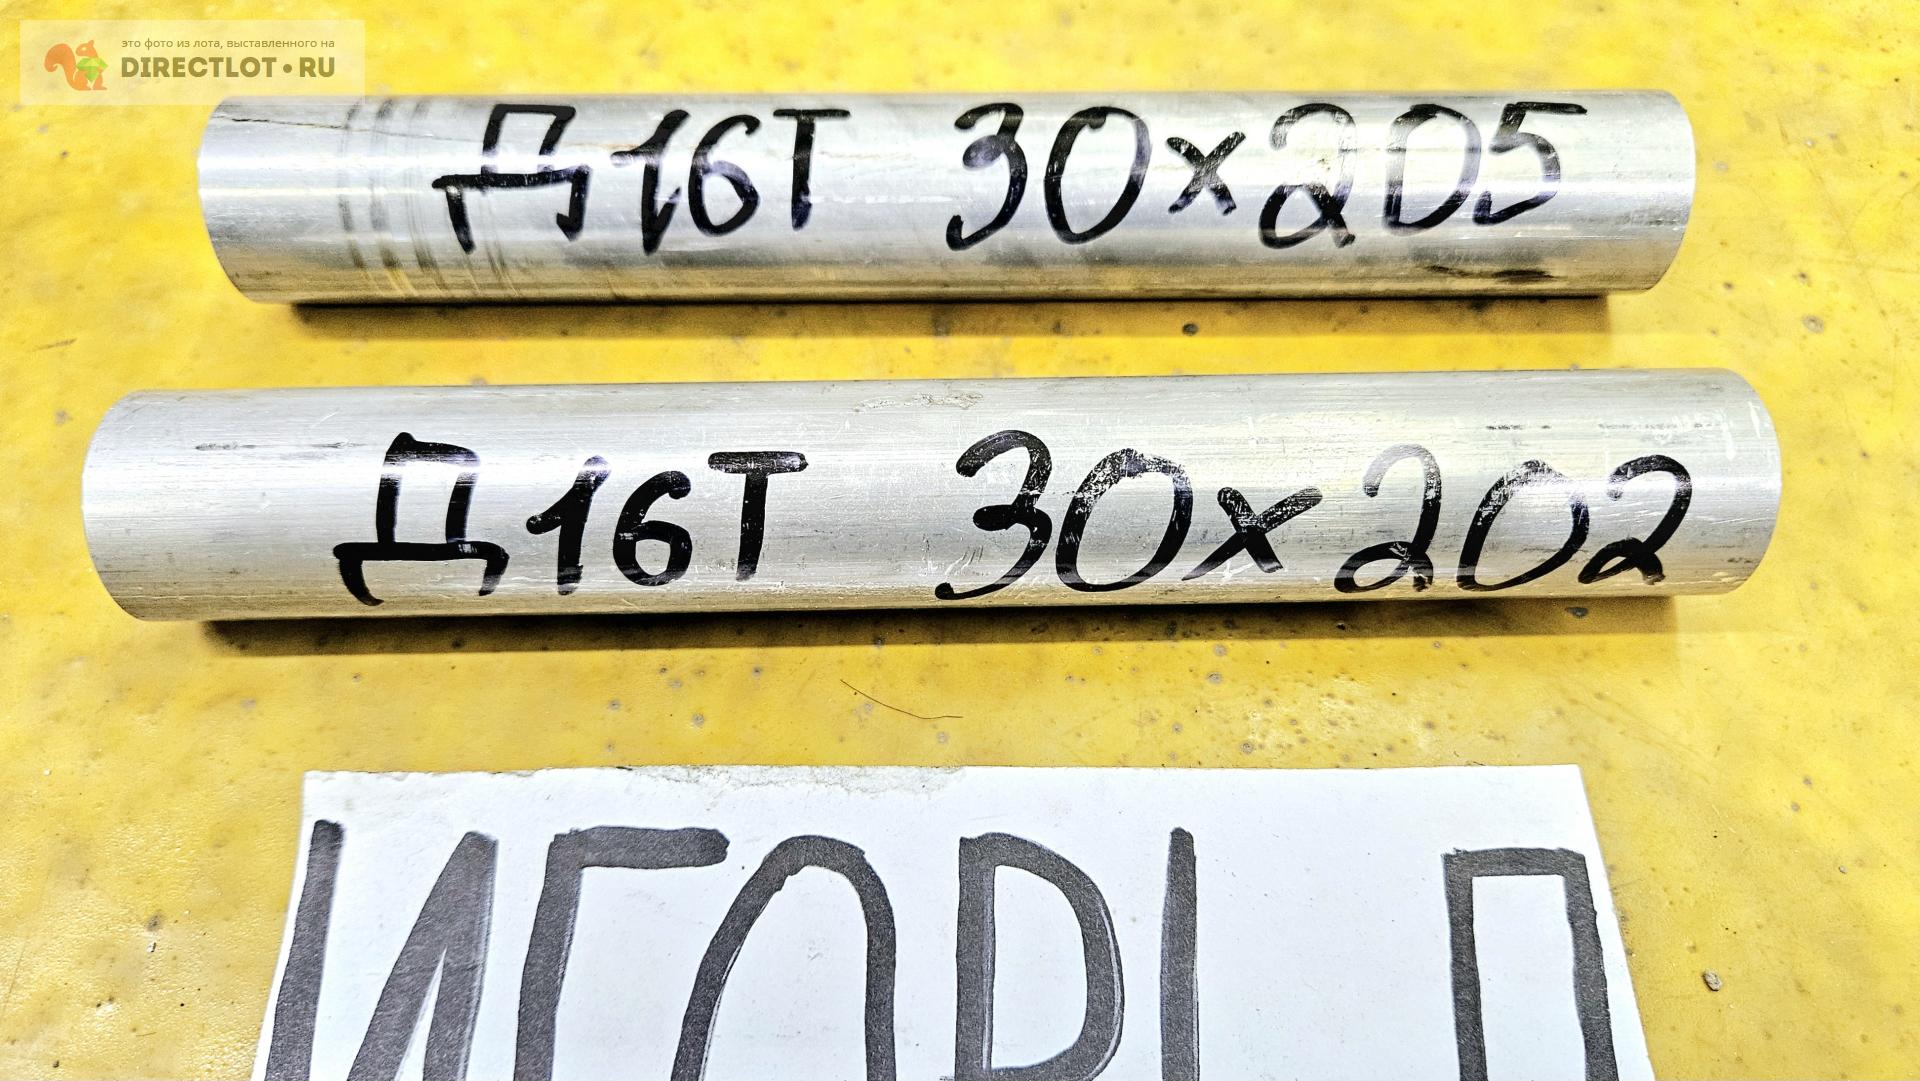 это фото из лота, выставленного на
DIRECTLOT•RU
Д16Т 30х205
Д16Т 30х202